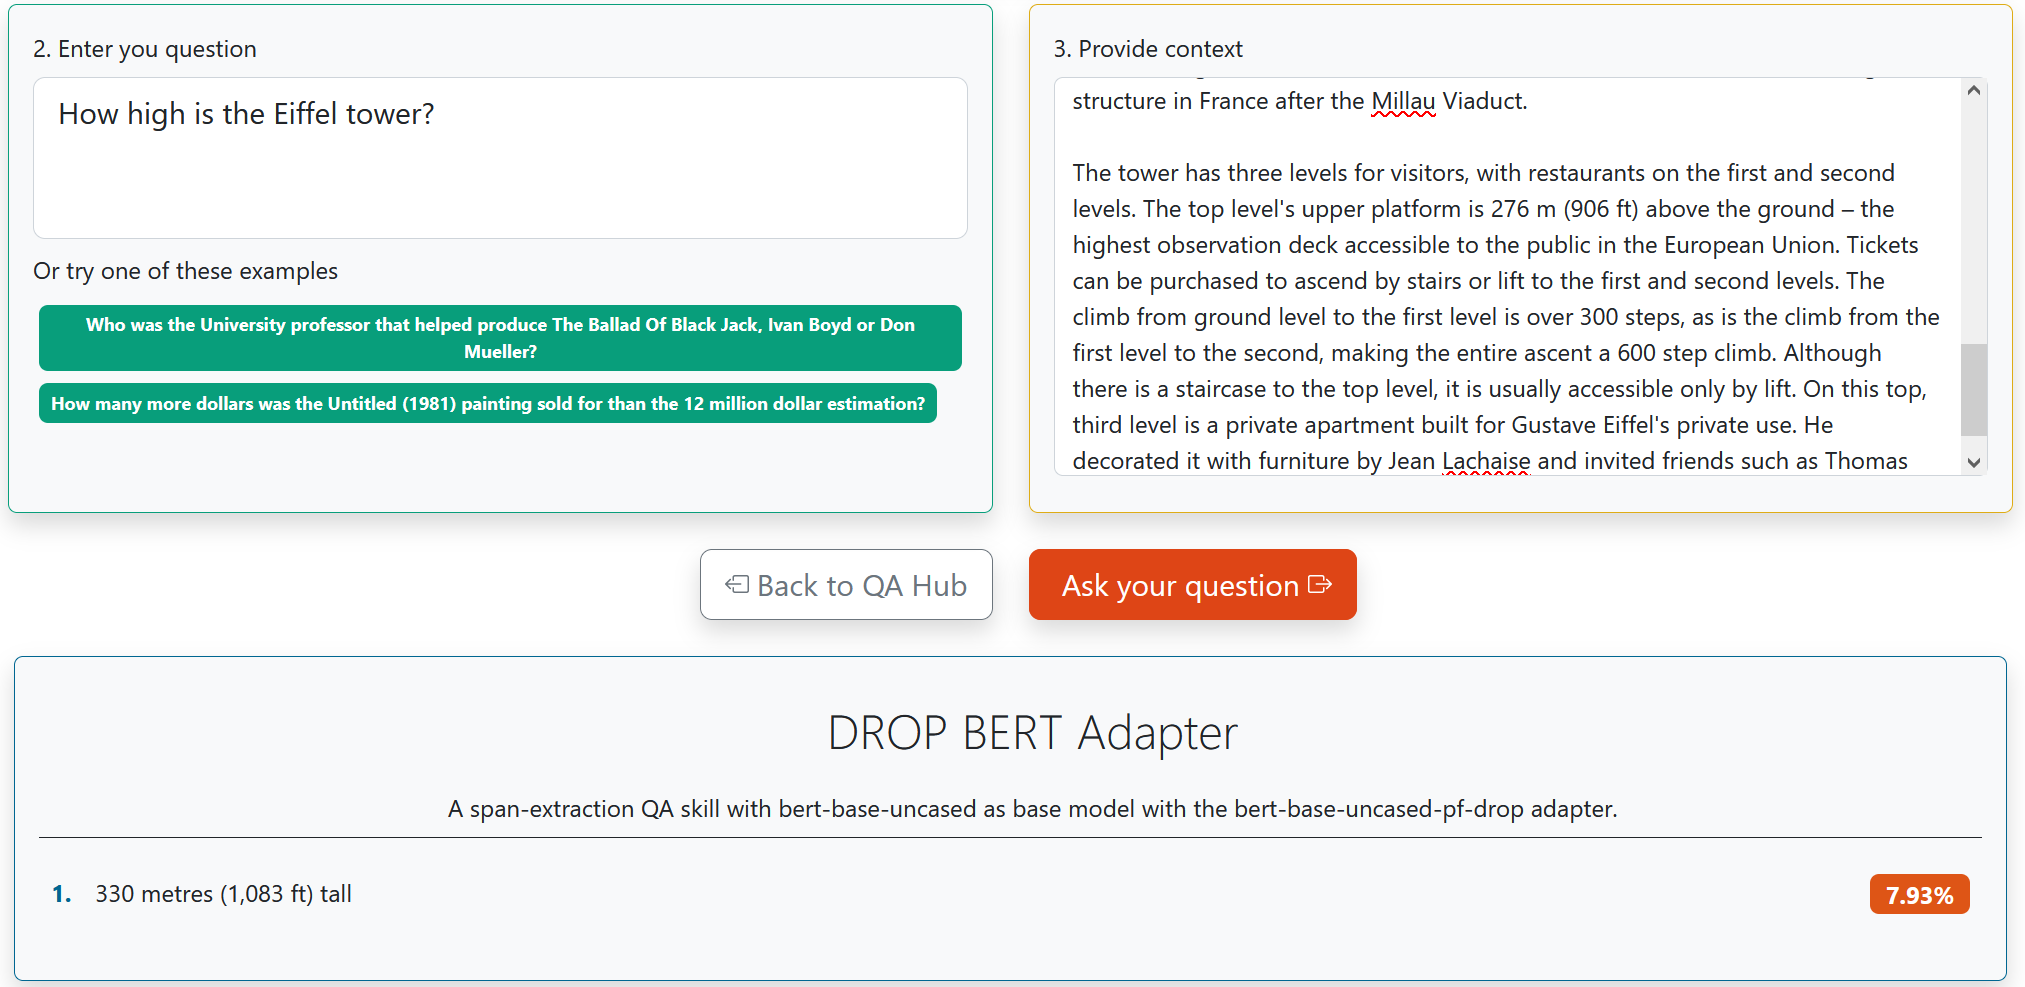 2. Enter you question
How high is the Eiffel tower?
Or try one of these examples
Who was the University professor that helped produce The Ballad Of Black Jack, Ivan Boyd or Don
Mueller?
How many more dollars was the Untitled (1981) painting sold for than the 12 million dollar estimation?
3. Provide context
structure in France after the Millau Viaduct.
The tower has three levels for visitors, with restaurants on the first and second
levels. The top level's upper platform is 276 m (906 ft) above the ground – the
highest observation deck accessible to the public in the European Union. Tickets
can be purchased to ascend by stairs or lift to the first and second levels. The
climb from ground level to the first level is over 300 steps, as is the climb from the
first level to the second, making the entire ascent a 600 step climb. Although
there is a staircase to the top level, it is usually accessible only by lift. On this top,
third level is a private apartment built for Gustave Eiffel's private use. He
decorated it with furniture by Jean Lachaise and invited friends such as Thomas
Back to QA Hub
Ask your question
DROP BERT Adapter
A span-extraction QA skill with bert-base-uncased as base model with the bert-base-uncased-pf-drop adapter.
1. 330 metres (1,083 ft) tall
7.93%